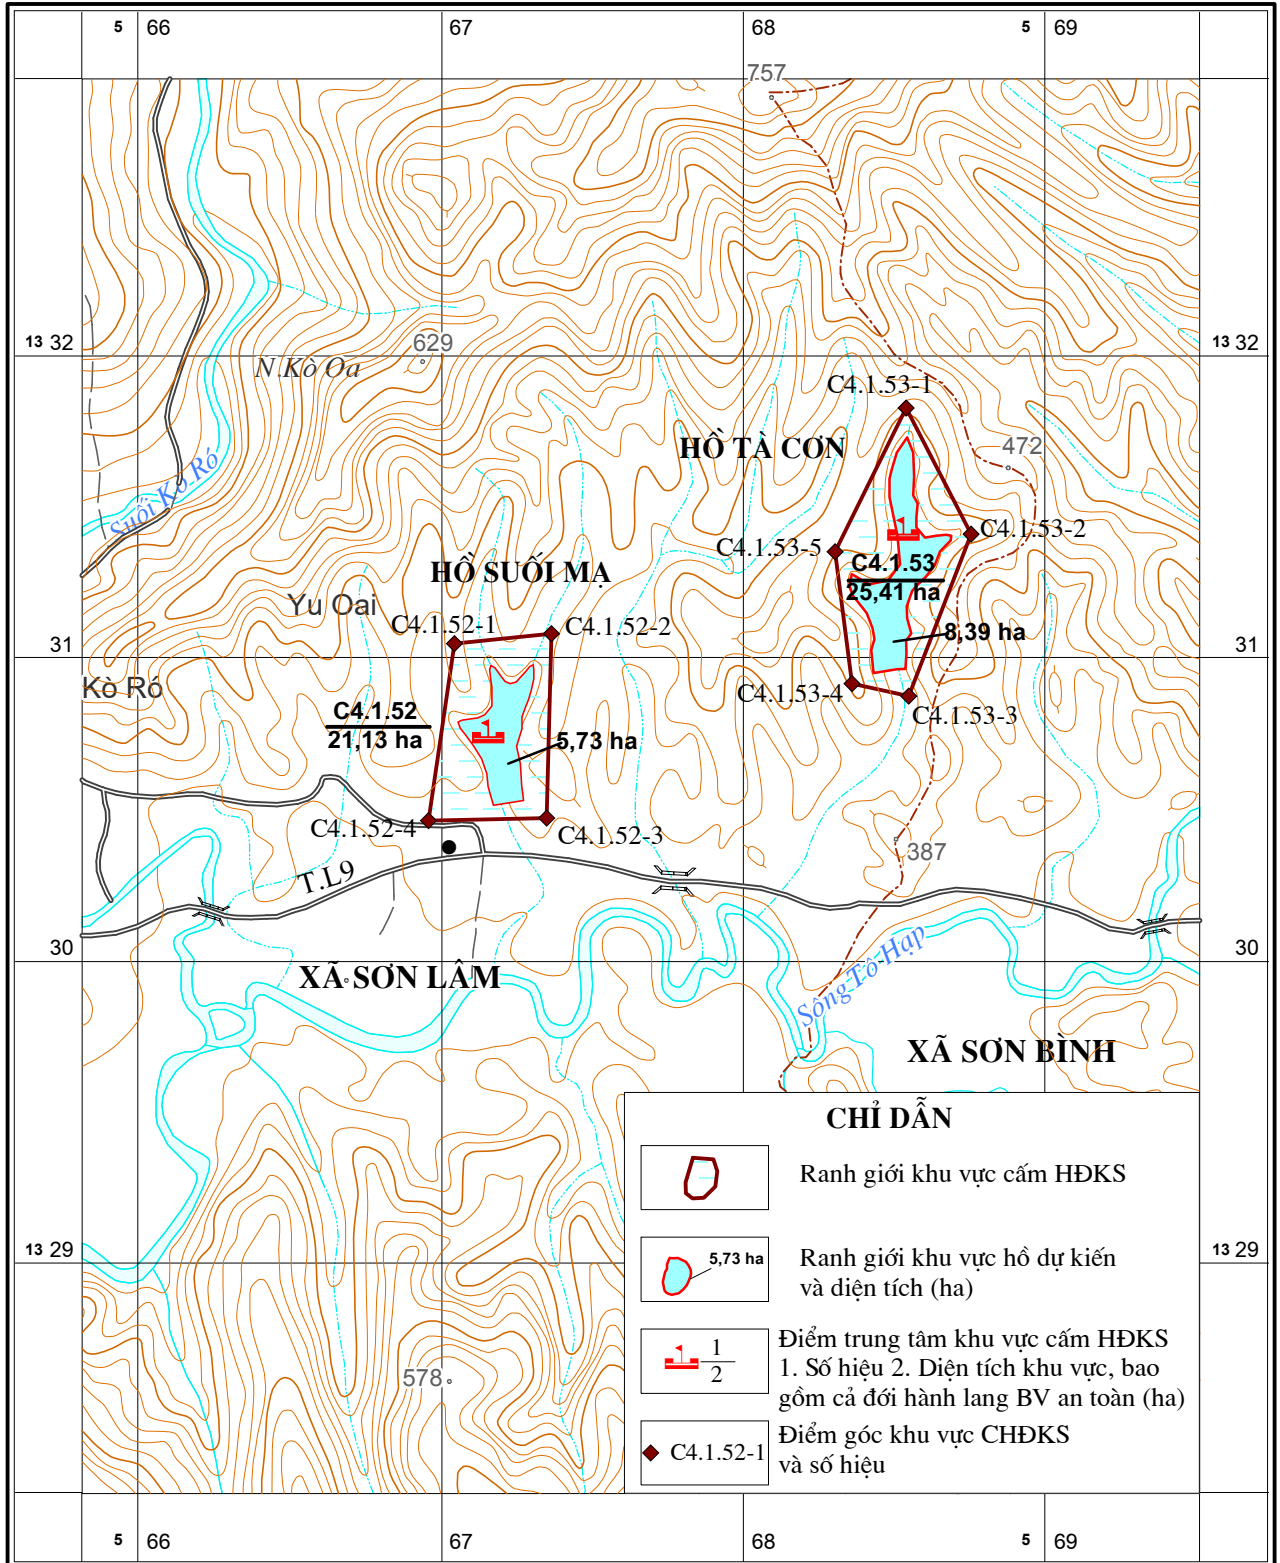 5 66 67 68 5 69
757
13 32 13 32
629
N.Kò Oa
C4.1.53-1
HỒ TÀ CƠN
472
Suối Kò Ró
C4.1.53-2
C4.1.53-5
C4.1.53
25,41 ha
HỒ SUỐI MẠ
Yu Oai
C4.1.52-1
C4.1.52-2
8,39 ha
31 31
Kò Ró
C4.1.53-4
C4.1.53-3
C4.1.52
21,13 ha
5,73 ha
C4.1.52-4
C4.1.52-3
387
T.L9
30 30
Sông Tô Hạp
XÃ SƠN LÂM
XÃ SƠN BÌNH
CHỈ DẪN
Ranh giới khu vực cấm HĐKS
13 29 13 29
5,73 ha
Ranh giới khu vực hồ dự kiến
và diện tích (ha)
1
2
Điểm trung tâm khu vực cấm HĐKS
1. Số hiệu 2. Diện tích khu vực, bao
gồm cả đới hành lang BV an toàn (ha)
578
C4.1.52-1
Điểm góc khu vực CHĐKS
và số hiệu
5 66 67 68 5 69